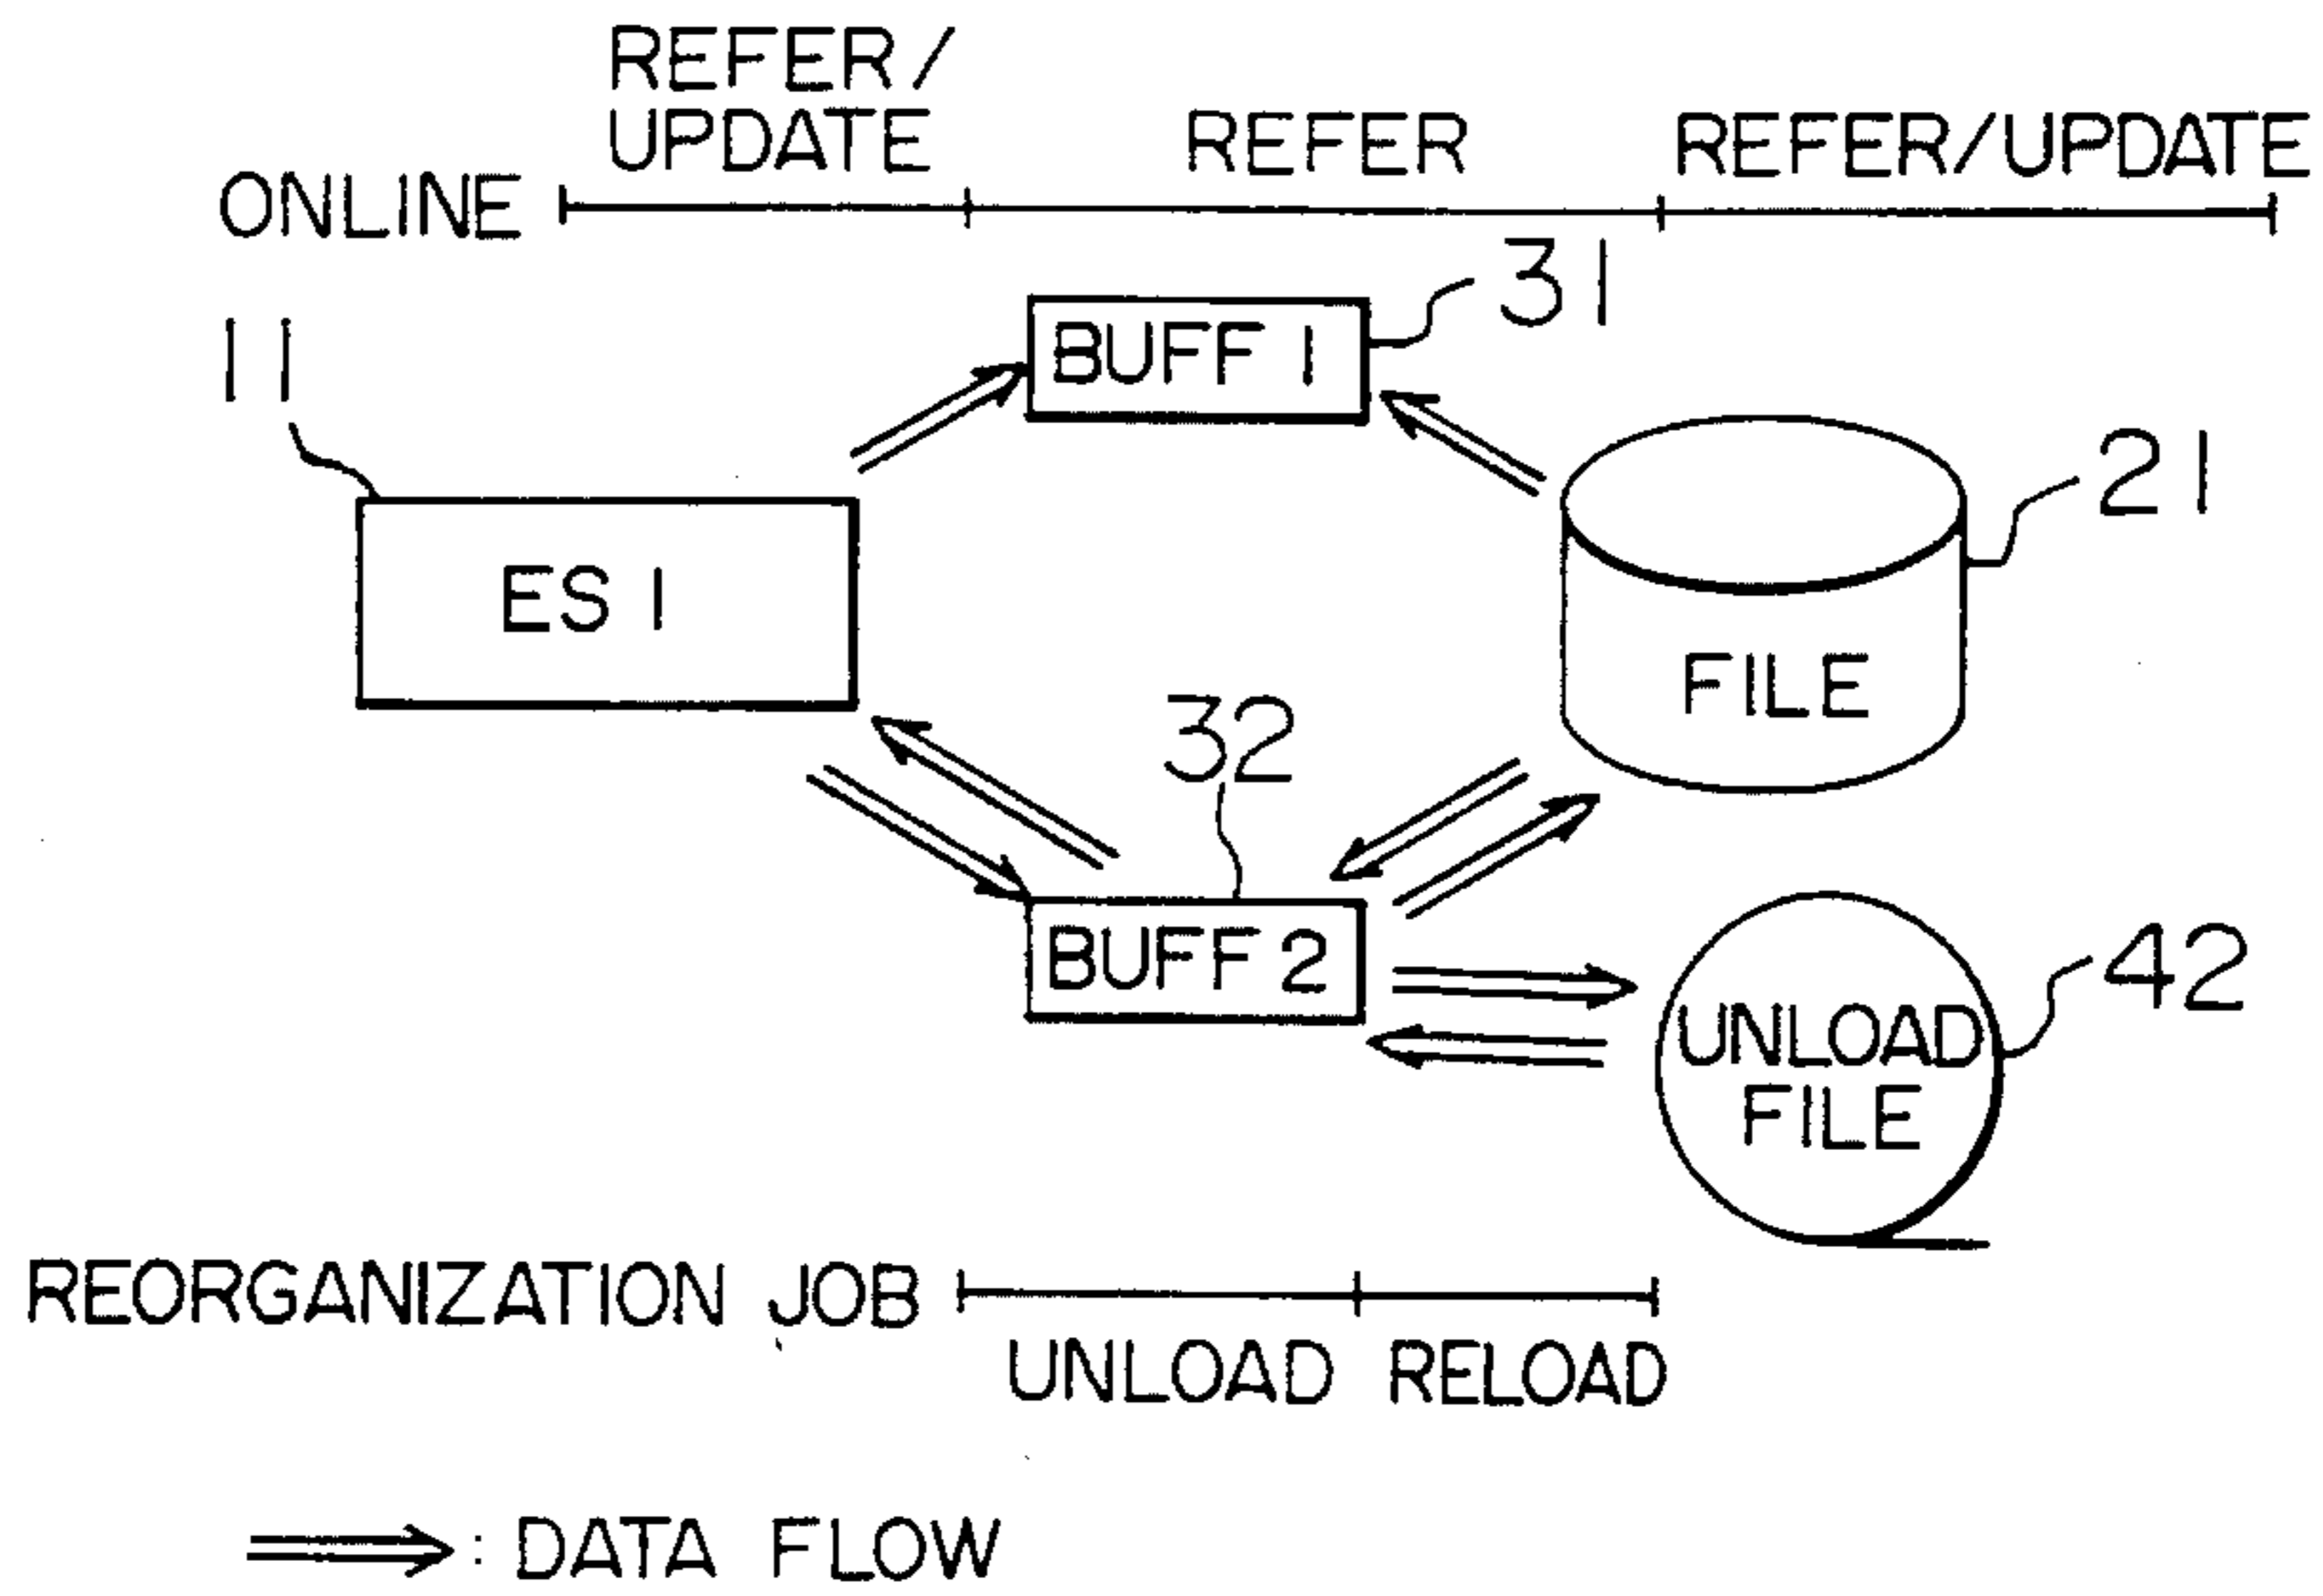 REFER/
UPDATE
REFER
REFER/UPDATE
ONLINE
31
BUFF 1
11
21
ES 1
FILE
32
BUFF 2
42
UNLOAD
FILE
REORGANIZATION JOB
UNLOAD RELOAD
: DATA FLOW